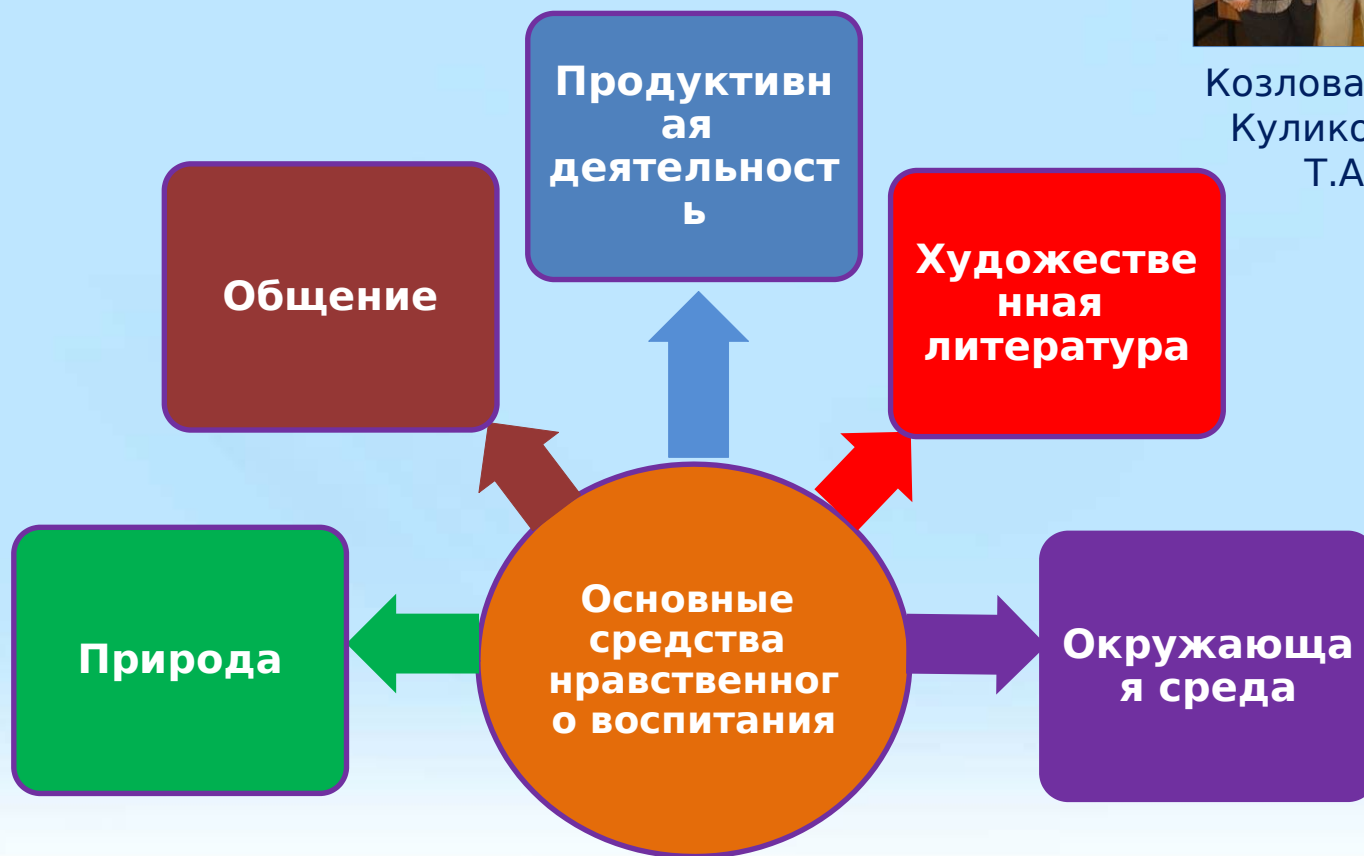 Продуктивн
ая
деятельност
ь
Козлова
Кулико
Т.А
Общение
Художестве
нная
литература
Природа
Основные
средства
нравственног
о воспитания
Окружающа
я среда